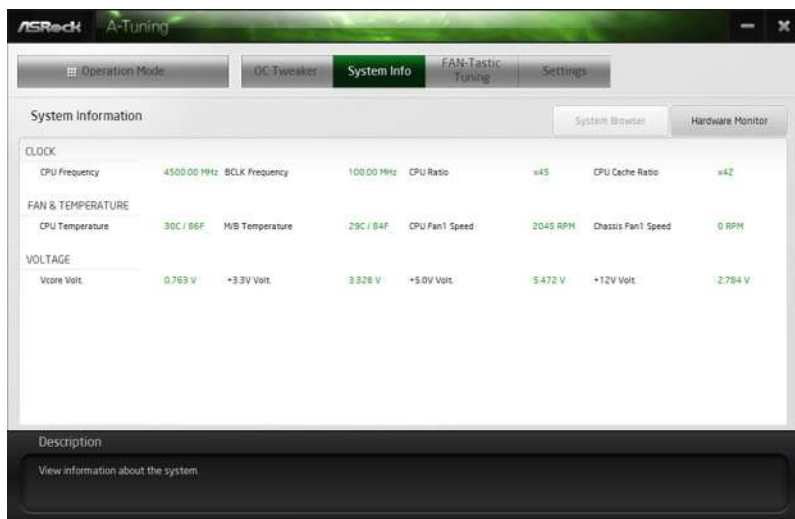 ASRock A-Tuning
Operation Mode OC Tweaker System Info FAN-Tastic Tuning Settings
System Information System Browser Hardware Monitor
CLOCK
CPU Frequency 4500.00 MHz BCLK Frequency 100.00 MHz CPU Ratio x45 CPU Cache Ratio x42
FAN & TEMPERATURE
CPU Temperature 30C / 86F M/B Temperature 29C / 84F CPU Fan1 Speed 2045 RPM Chassis Fan1 Speed 0 RPM
VOLTAGE
Vcore Volt. 0.763 V +3.3V Volt. 3.328 V +5.0V Volt. 5.472 V +12V Volt. 2.784 V
Description
View information about the system.